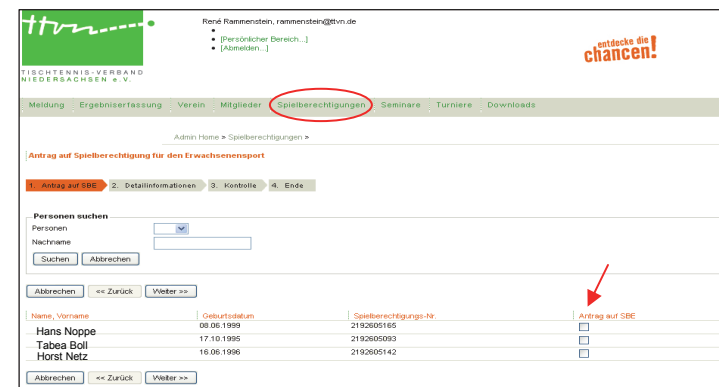 ttvn
TISCHTENNIS-VERBAND
NIEDERSACHSEN e.V.
René Rammenstein, rammenstein@ttvn.de
[Persönlicher Bereich...]
[Abmelden...]
entdecke die
chancen!
Meldung Ergebniserfassung Verein Mitglieder Spielberechtigungen Seminare Turniere Downloads
Admin Home » Spielberechtigungen »
Antrag auf Spielberechtigung für den Erwachsenensport
1. Antrag auf SBE 2. Detailinformationen 3. Kontrolle 4. Ende
Personen suchen
Personen
Nachname
Suchen Abbrechen
Abbrechen << Zurück Weiter >>
Name, Vorname Geburtsdatum Spielberechtigungs-Nr. Antrag auf SBE
Hans Noppe 08.06.1999 2192605165
Tabea Boll 17.10.1995 2192605093
Horst Netz 16.06.1996 2192605142
Abbrechen << Zurück Weiter >>